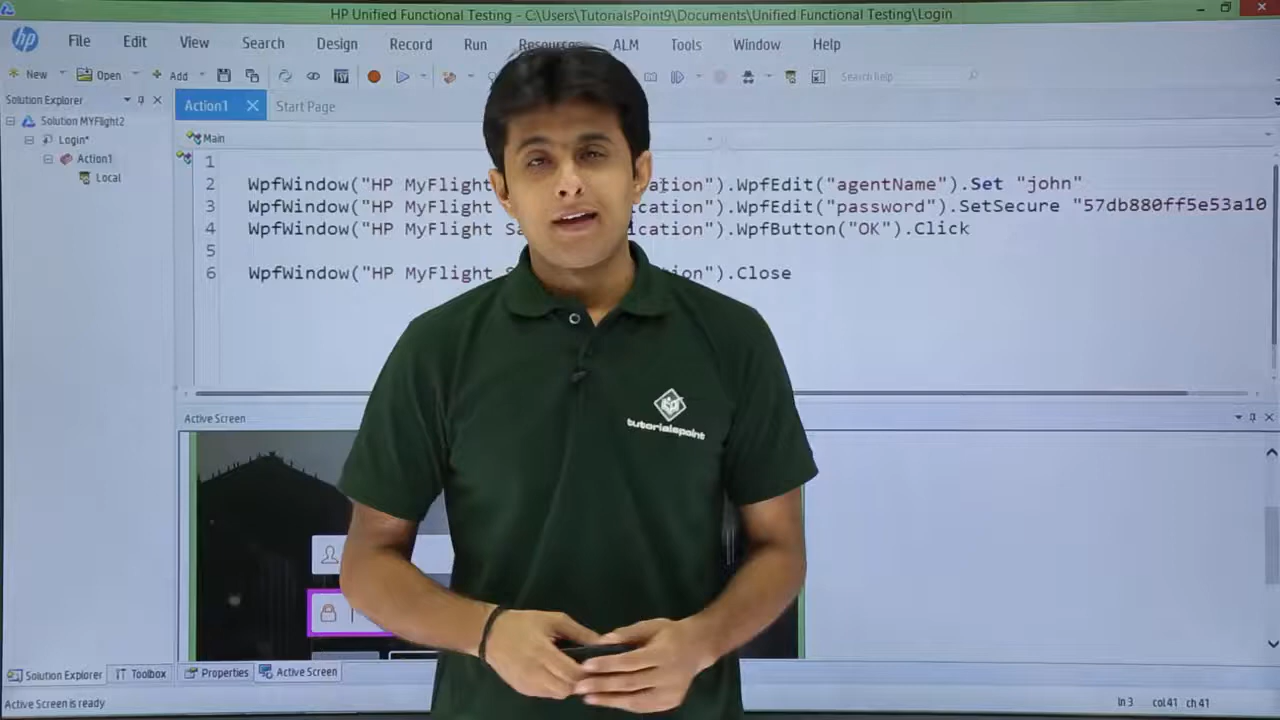 HP Unified Functional Testing - C:\Users\TutorialsPoint9\Documents\Unified Functional Testing\Login
hp File Edit View Search Design Record Run Resources ALM Tools Window Help
New Open Add Search help
Solution Explorer
Action1 Start Page
Solution MYFlight2
Login*
Action1
Local
Main
1
2 WpfWindow("HP MyFlight ation").WpfEdit("agentName").Set "john"
3 WpfWindow("HP MyFlight ication").WpfEdit("password").SetSecure "57db880ff5e53a10
4 WpfWindow("HP MyFlight Sa lication").WpfButton("OK").Click
5
6 WpfWindow("HP MyFlight ion").Close
tutorialspoint
Active Screen
Solution Explorer Toolbox Properties Active Screen
Active Screen is ready
ln 3 col 41 ch 41